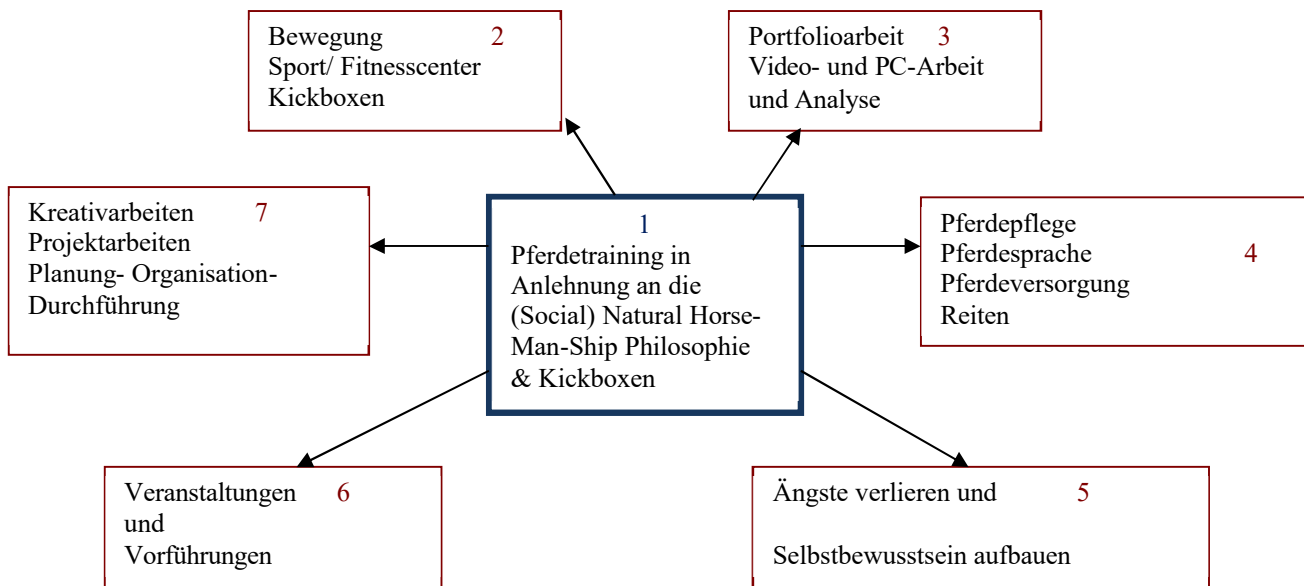 Bewegung 2
Sport/ Fitnesscenter
Kickboxen
Portfolioarbeit 3
Video- und PC-Arbeit
und Analyse
Kreativarbeiten 7
Projektarbeiten
Planung- Organisation-
Durchführung
1
Pferdetraining in
Anlehnung an die
(Social) Natural Horse-
Man-Ship Philosophie
& Kickboxen
Pferdepflege
Pferdesprache 4
Pferdeversorgung
Reiten
Veranstaltungen 6
und
Vorführungen
Ängste verlieren und 5
Selbstbewusstsein aufbauen